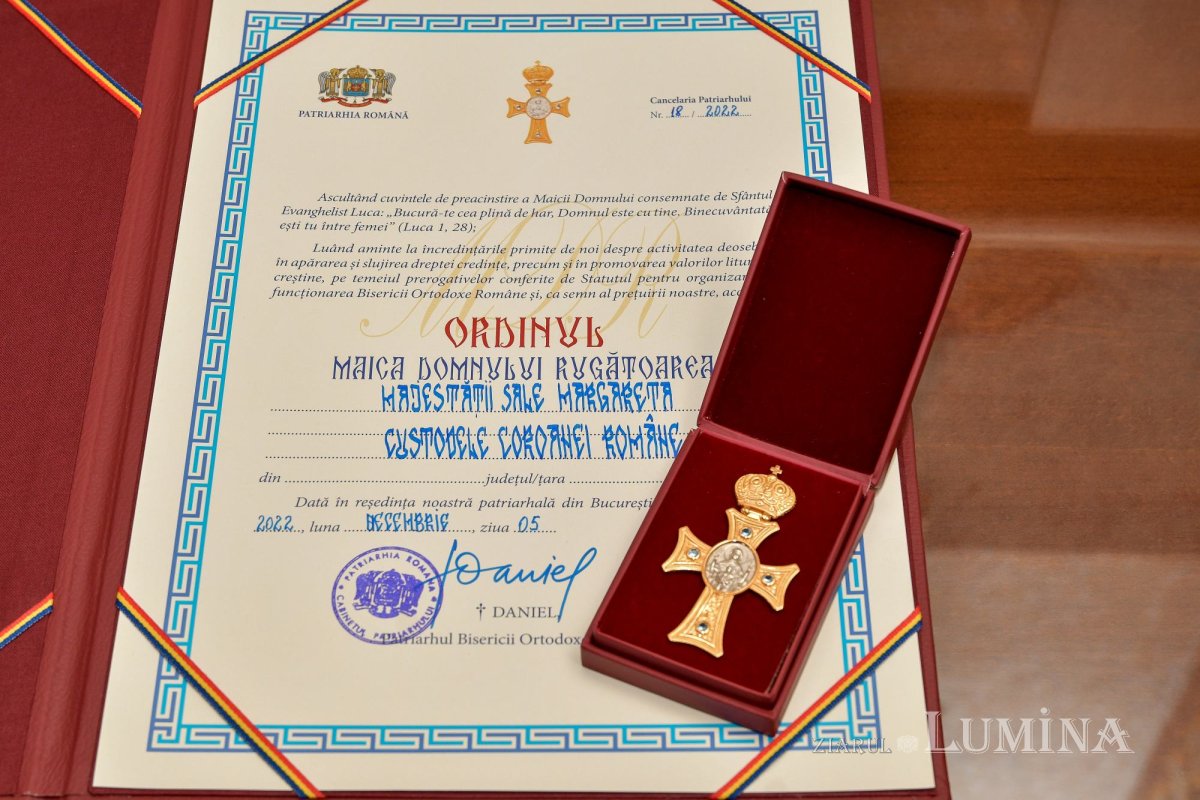 PATRIARHIA ROMÂNĂ
Cancelaria Patriarhului
Nr. 18 / 2022
Ascultând cuvintele de preacinstire a Maicii Domnului consemnate de Sfântul
Evanghelist Luca: „Bucură-te cea plină de har, Domnul este cu tine. Binecuvântată
ești tu între femei” (Luca 1, 28);
Luând aminte la încredințările primite de noi despre activitatea
în apărarea și slujirea dreptei credințe, precum și în promovarea valorilor
creștine, pe temeiul prerogativelor conferite de Statutul pentru
funcționarea Bisericii Ortodoxe Române și, ca semn al prețuirii noastre,
MDR
ORDINUL
MAICA DOMNULUI RUGĂTOAREA
MAJESTĂȚII SALE MARGARETA
CUSTODELE COROANEI ROMÂNE
din ........ județul/țara ........
Dată în reședința noastră patriarhală din București
2022, luna DECEMBRIE, ziua 05
PATRIARHIA ROMÂNĂ
CABINETUL PATRIARHULUI
Daniel
† DANIEL,
Patriarhul Bisericii Ortodoxe
ZIARUL LUMINA